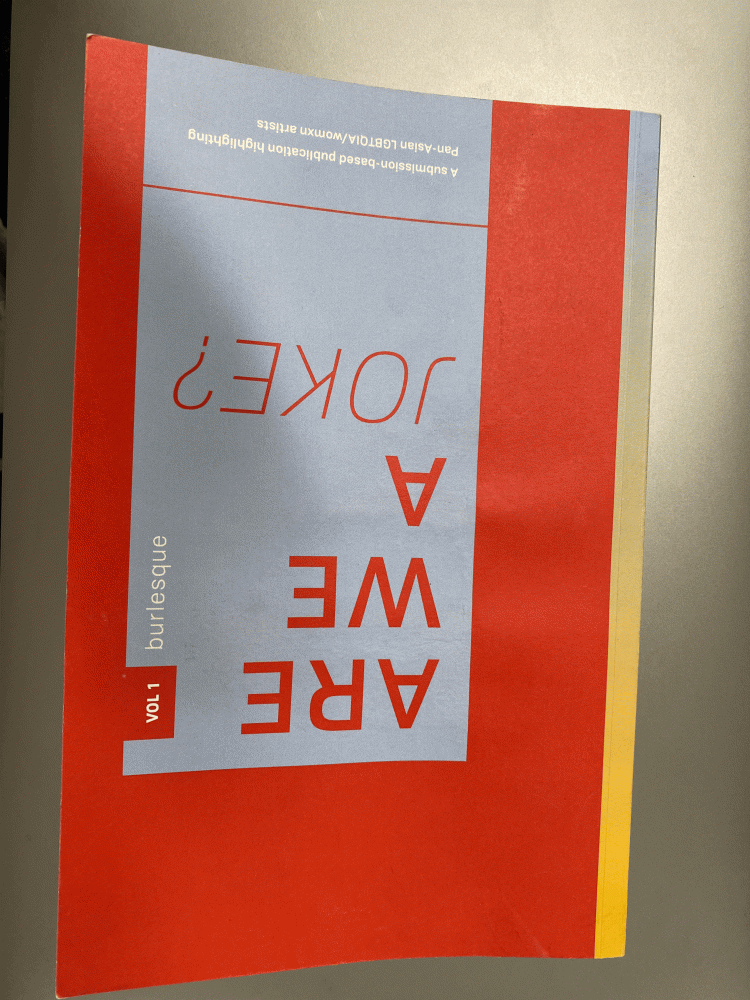 VOL 1 burlesque
ARE
WE
A
JOKE?
A submission-based publication highlighting
Pan-Asian LGBTQIA/womxn artists